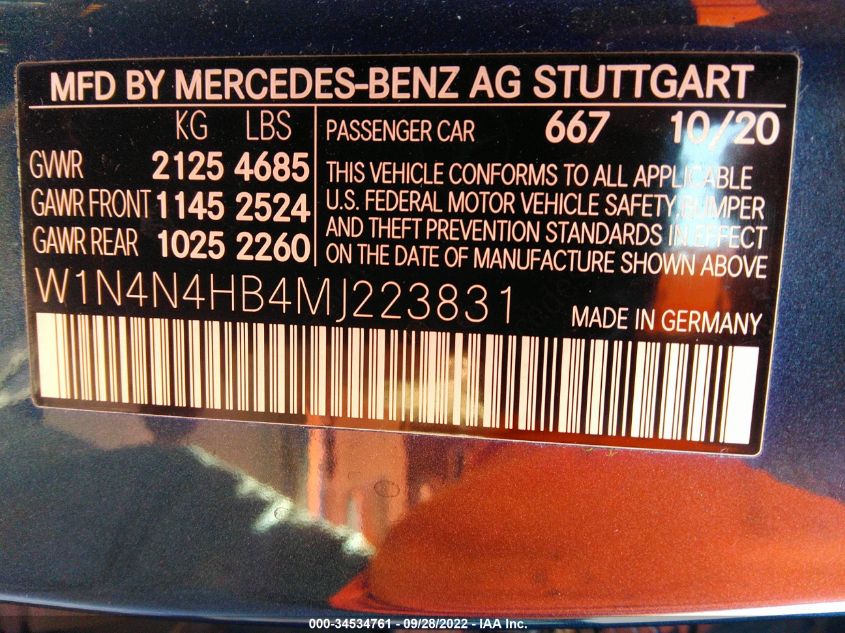 MFD BY MERCEDES-BENZ AG STUTTGART
KG LBS
GVWR 2125 4685
GAWR FRONT 1145 2524
GAWR REAR 1025 2260
PASSENGER CAR 667 10/20
THIS VEHICLE CONFORMS TO ALL APPLICABLE
U.S. FEDERAL MOTOR VEHICLE SAFETY, BUMPER
AND THEFT PREVENTION STANDARDS IN EFFECT
ON THE DATE OF MANUFACTURE SHOWN ABOVE
W1N4N4HB4MJ223831
MADE IN GERMANY
000-34534761 - 09/28/2022 - IAA Inc.